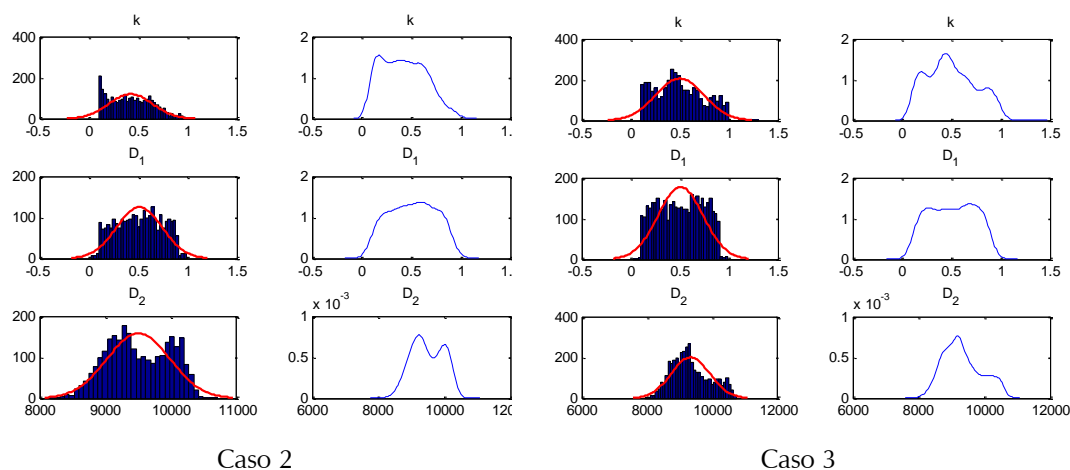 k k k k
400 2 400 2
200 1 200 1
0 0 0 0
-0.5 0 0.5 1 1.5 -0.5 0 0.5 1 1. -0.5 0 0.5 1 1.5 -0.5 0 0.5 1 1.5
D1 D1 D1 D1
200 2 200 2
100 1 100 1
0 0 0 0
-0.5 0 0.5 1 1.5 -0.5 0 0.5 1 1. -0.5 0 0.5 1 1.5 -0.5 0 0.5 1 1.5
D2 D2 D2 D2
x 10-3 x 10-3
200 1 400 1
100 0.5 200 0.5
0 0 0 0
8000 9000 10000 11000 6000 8000 10000 120 6000 8000 10000 12000 6000 8000 10000 12000
Caso 2 Caso 3